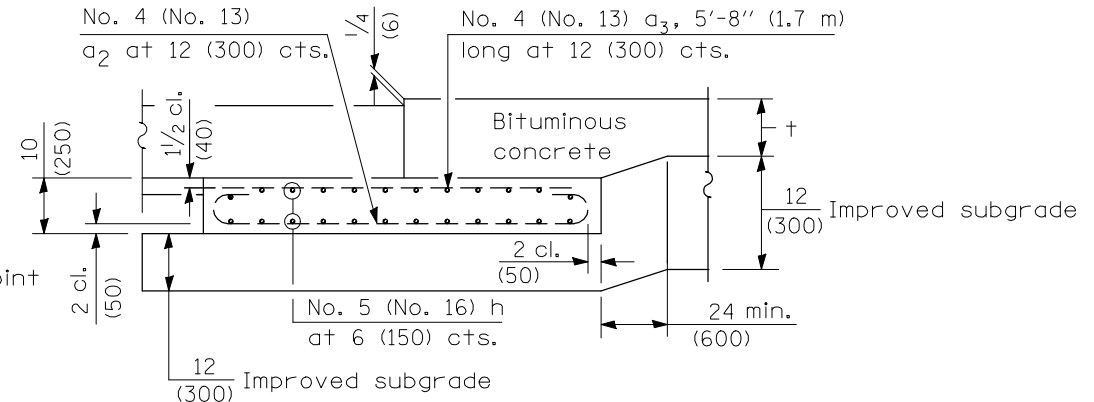 No. 4 (No. 13)
a2 at 12 (300) cts.
1/4
(6)
No. 4 (No. 13) a3, 5'-8'' (1.7 m)
long at 12 (300) cts.
10
(250)
1 1/2 cl.
(40)
Bituminous
concrete
t
12
(300)
Improved subgrade
2 cl.
(50)
oint
2 cl.
(50)
No. 5 (No. 16) h
at 6 (150) cts.
24 min.
(600)
12
(300)
Improved subgrade